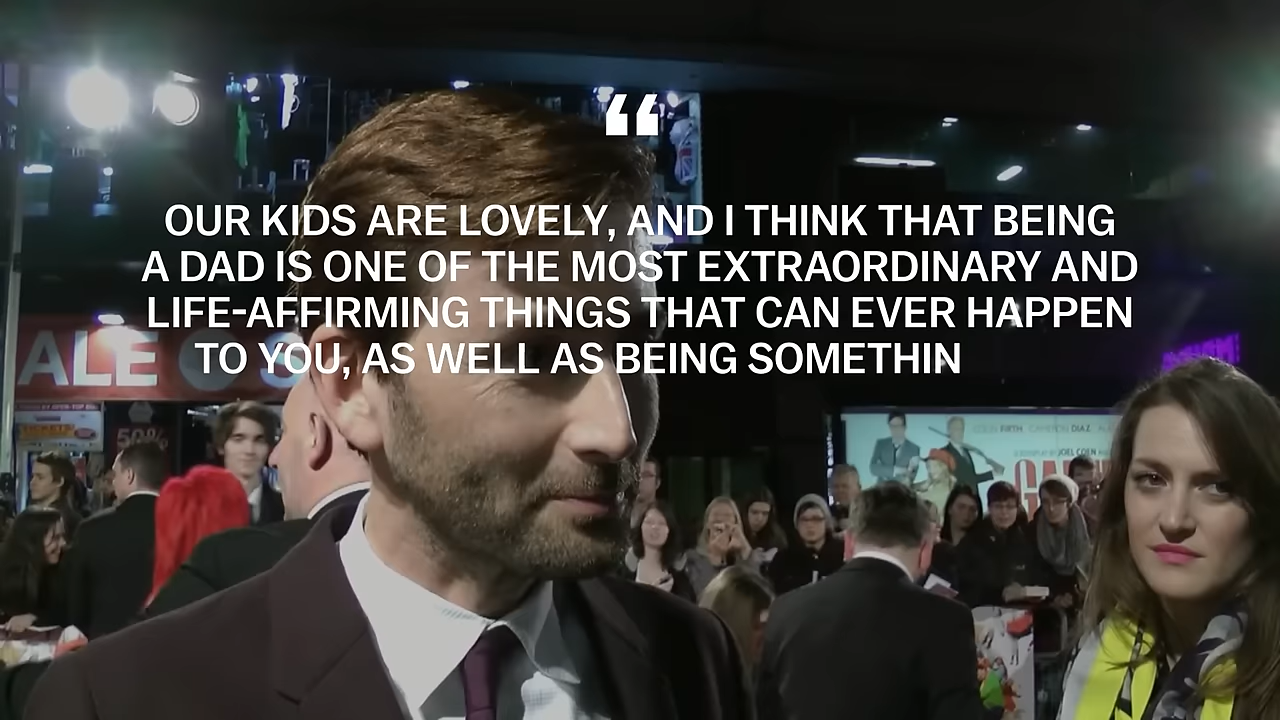 “
OUR KIDS ARE LOVELY, AND I THINK THAT BEING
A DAD IS ONE OF THE MOST EXTRAORDINARY AND
LIFE-AFFIRMING THINGS THAT CAN EVER HAPPEN
TO YOU, AS WELL AS BEING SOMETHIN
ALE
50%
COLIN FIRTH CAMERON DIAZ
JOEL COEN